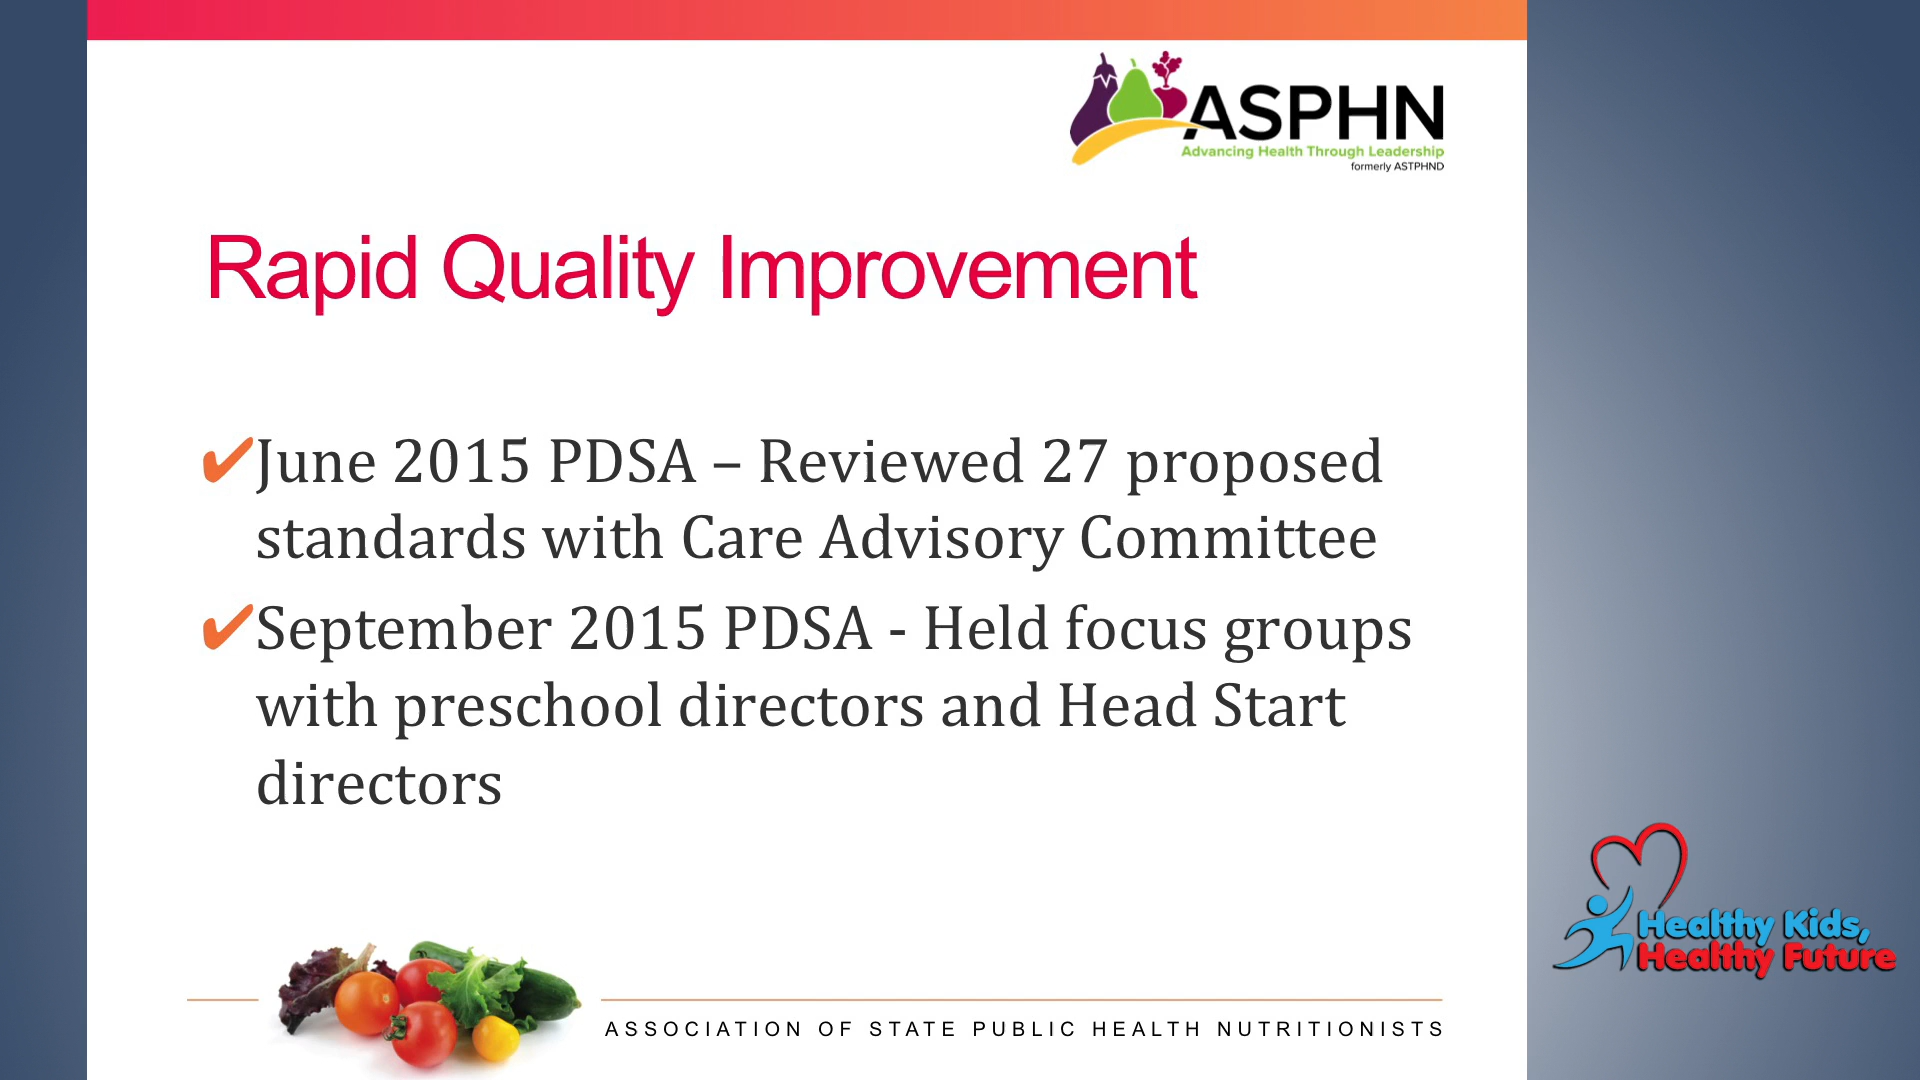 ASPHN
Advancing Health Through Leadership
formerly ASTPHND
Rapid Quality Improvement
✔June 2015 PDSA – Reviewed 27 proposed
standards with Care Advisory Committee
✔September 2015 PDSA - Held focus groups
with preschool directors and Head Start
directors
Healthy Kids,
Healthy Future
ASSOCIATION OF STATE PUBLIC HEALTH NUTRITIONISTS